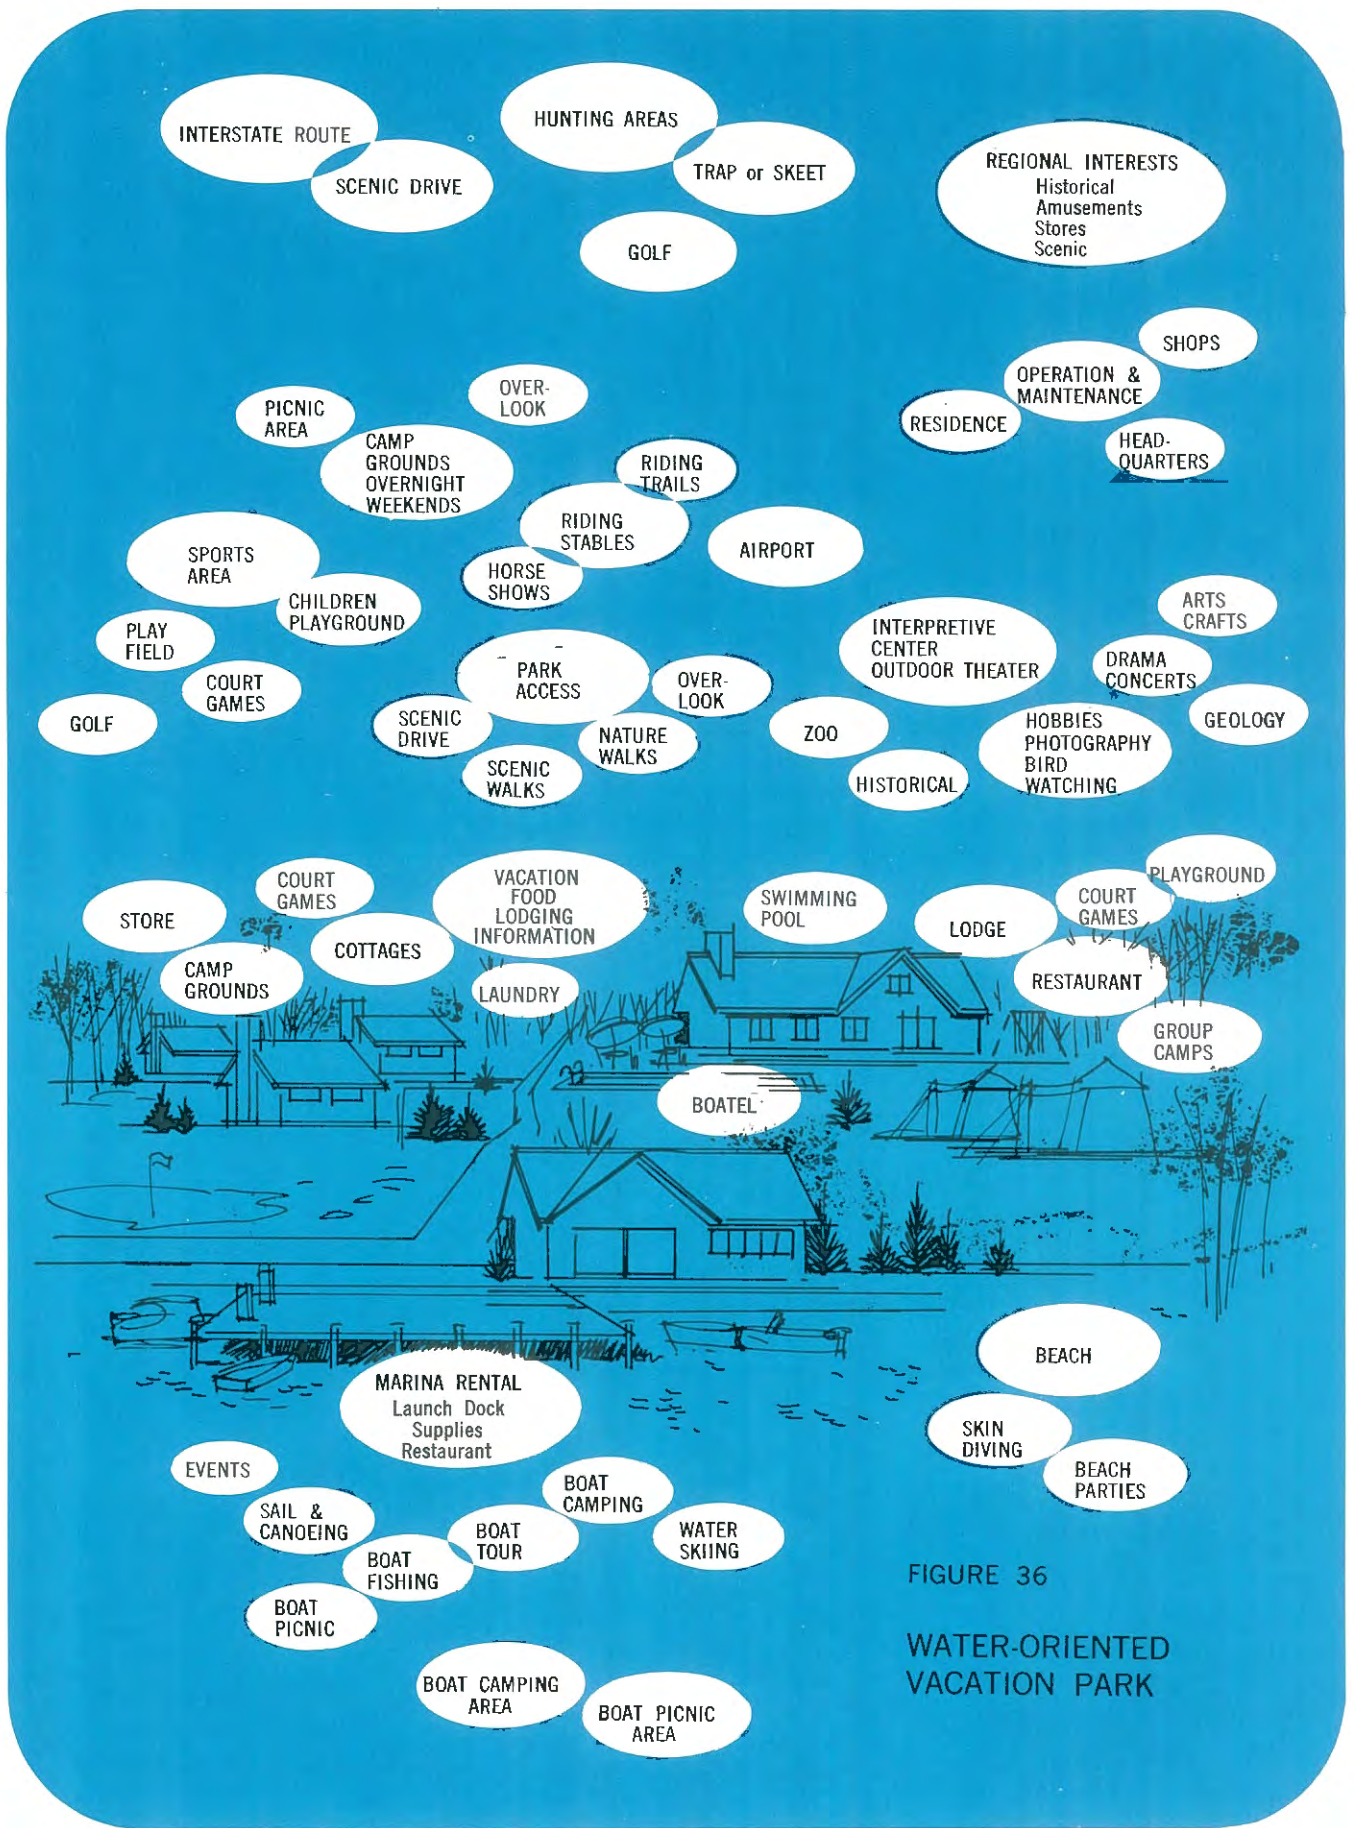 INTERSTATE ROUTE
SCENIC DRIVE
HUNTING AREAS
TRAP or SKEET
GOLF
REGIONAL INTERESTS
Historical
Amusements
Stores
Scenic
SHOPS
OPERATION &
MAINTENANCE
RESIDENCE
HEAD-
QUARTERS
OVER-
LOOK
PICNIC
AREA
CAMP
GROUNDS
OVERNIGHT
WEEKENDS
RIDING
TRAILS
RIDING
STABLES
HORSE
SHOWS
AIRPORT
SPORTS
AREA
CHILDREN
PLAYGROUND
PLAY
FIELD
COURT
GAMES
GOLF
PARK
ACCESS
OVER-
LOOK
SCENIC
DRIVE
NATURE
WALKS
SCENIC
WALKS
INTERPRETIVE
CENTER
OUTDOOR THEATER
ARTS
CRAFTS
DRAMA
CONCERTS
GEOLOGY
ZOO
HOBBIES
PHOTOGRAPHY
BIRD
WATCHING
HISTORICAL
STORE
COURT
GAMES
CAMP
GROUNDS
COTTAGES
VACATION
FOOD
LODGING
INFORMATION
LAUNDRY
SWIMMING
POOL
LODGE
COURT
GAMES
PLAYGROUND
RESTAURANT
GROUP
CAMPS
BOATEL
BEACH
SKIN
DIVING
BEACH
PARTIES
MARINA RENTAL
Launch Dock
Supplies
Restaurant
EVENTS
SAIL &
CANOEING
BOAT
FISHING
BOAT
PICNIC
BOAT
TOUR
BOAT
CAMPING
WATER
SKIING
BOAT CAMPING
AREA
BOAT PICNIC
AREA
FIGURE 36
WATER-ORIENTED
VACATION PARK